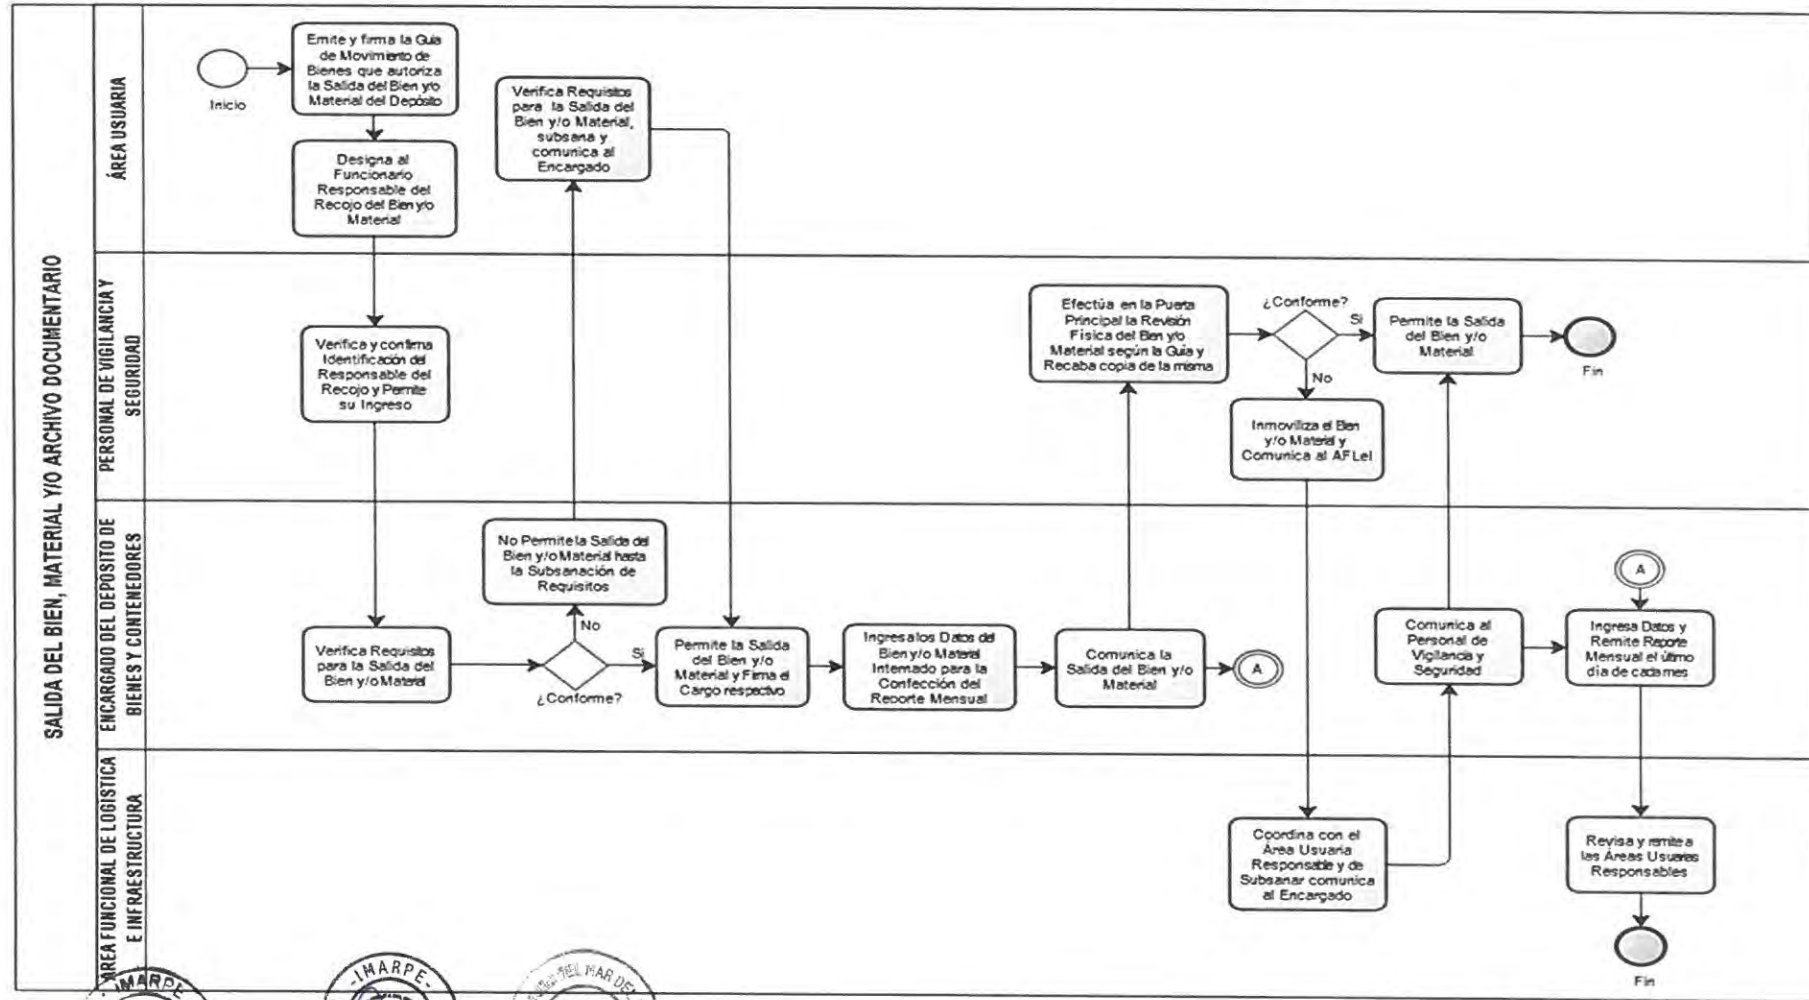 SALIDA DEL BIEN, MATERIAL Y/O ARCHIVO DOCUMENTARIO
ÁREA USUARIA
Inicio
Emite y firma la Guia
de Movimiento de
Bienes que autoriza
la Salida del Bien y/o
Material del Depósito
Designa al
Funcionario
Responsable del
Recojo del Bien y/o
Material
Verifica Requisitos
para la Salida del
Bien y/o Material,
subsana y
comunica al
Encargado
PERSONAL DE VIGILANCIA Y
SEGURIDAD
Verifica y confirma
Identificación del
Responsable del
Recojo y Permite
su Ingreso
Efectúa en la Puerta
Principal la Revisión
Física del Bien y/o
Material según la Guía y
Recaba copia de la misma
¿Conforme?
Si
No
Permite la Salida
del Bien y/o
Material
Fin
Inmoviliza el Bien
y/o Material y
Comunica al AFLeI
ENCARGADO DEL DEPOSITO DE
BIENES Y CONTENEDORES
Verifica Requisitos
para la Salida del
Bien y/o Material
No Permite la Salida del
Bien y/o Material hasta
la Subsanación de
Requisitos
No
Si
¿Conforme?
Permite la Salida
del Bien y/o
Material y Firma el
Cargo respectivo
Ingresa los Datos del
Bien y/o Material
Internado para la
Confección del
Reporte Mensual
Comunica la
Salida del Bien y/o
Material
A
Comunica al
Personal de
Vigilancia y
Seguridad
A
Ingresa Datos y
Remite Reporte
Mensual el último
día de cada mes
ÁREA FUNCIONAL DE LOGISTICA
E INFRAESTRUCTURA
Coordina con el
Área Usuaria
Responsable y de
Subsanar comunica
al Encargado
Revisa y remite a
las Áreas Usuarias
Responsables
Fin
IMARPE
-IMARPE-
DEL MAR DEL